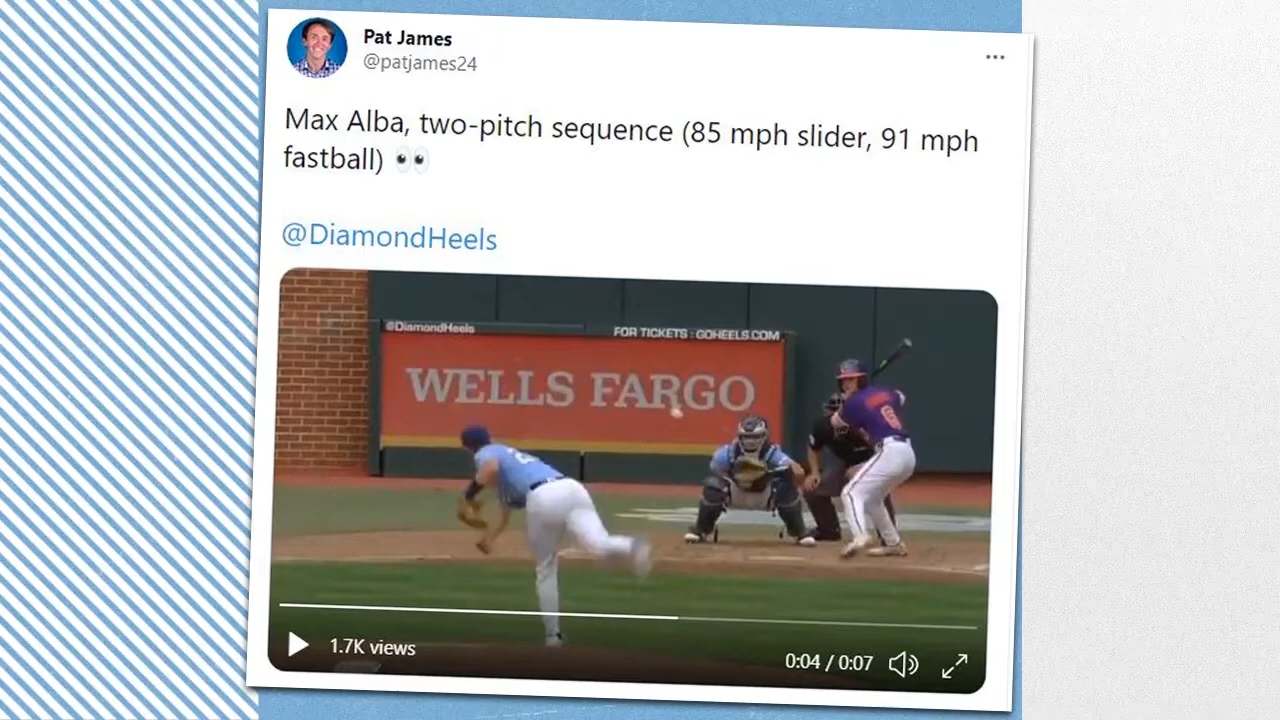 Pat James
@patjames24
Max Alba, two-pitch sequence (85 mph slider, 91 mph
fastball) 👀
@DiamondHeels
@DiamondHeels
FOR TICKETS : GOHEELS.COM
WELLS FARGO
6
1.7K views
0:04 / 0:07